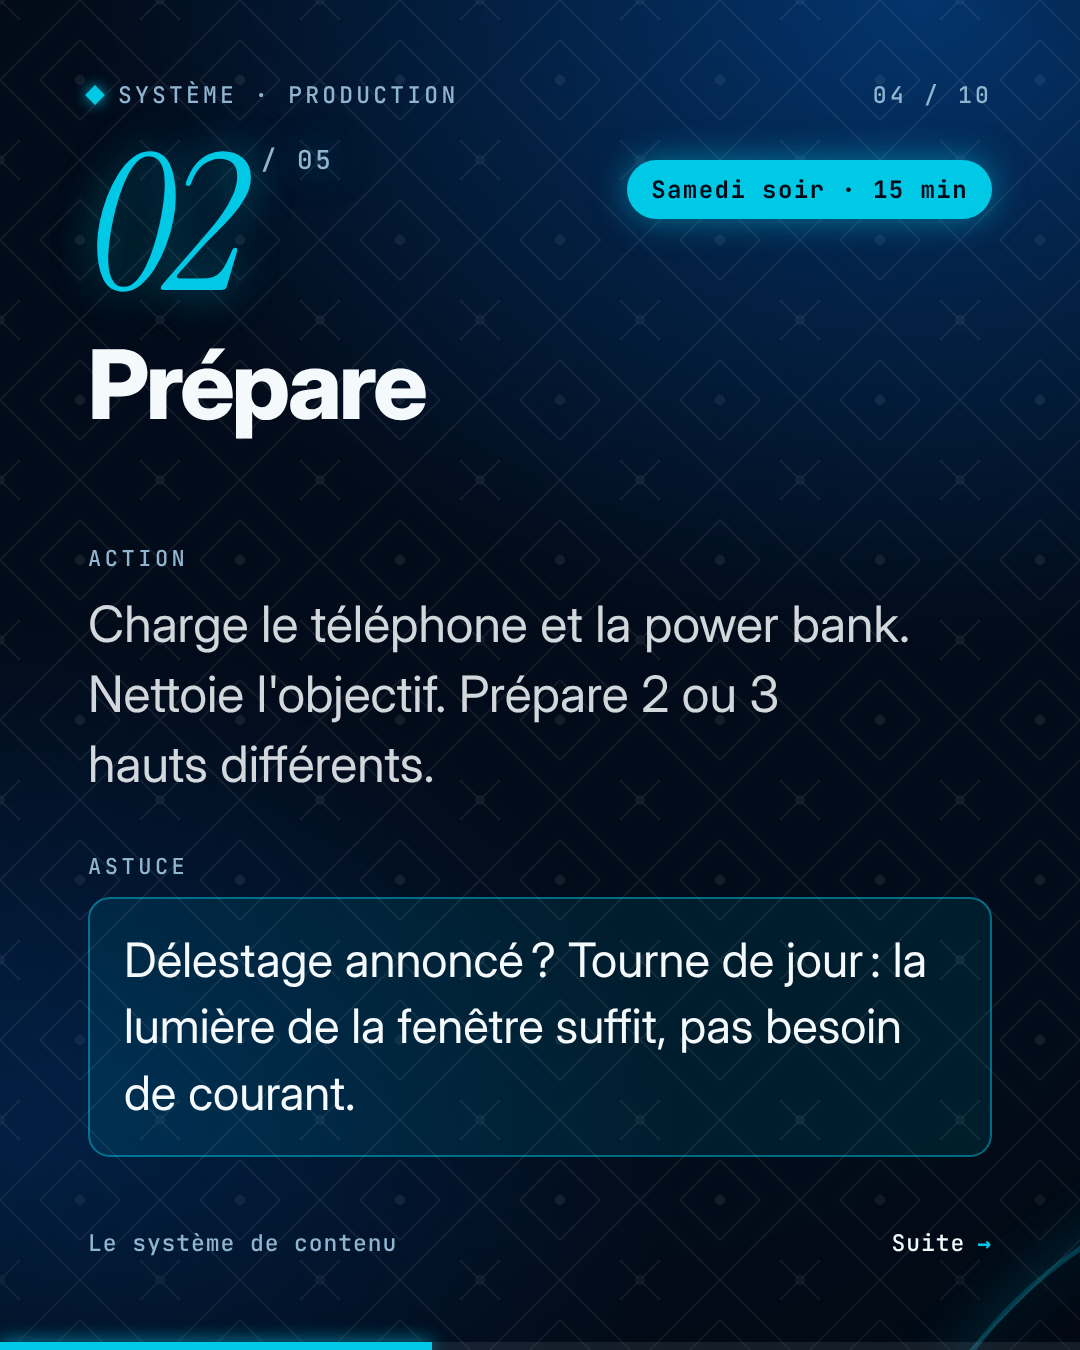 SYSTÈME · PRODUCTION
04 / 10
02 / 05
Samedi soir · 15 min
Prépare
ACTION
Charge le téléphone et la power bank.
Nettoie l'objectif. Prépare 2 ou 3
hauts différents.
ASTUCE
Délestage annoncé ? Tourne de jour : la
lumière de la fenêtre suffit, pas besoin
de courant.
Le système de contenu
Suite →